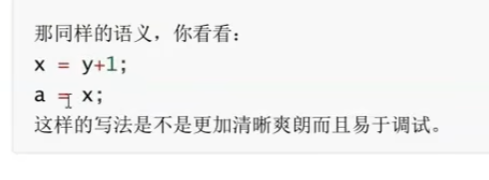 那同样的语义，你看看：
x = y+1;
a = x;
这样的写法是不是更加清晰爽朗而且易于调试。